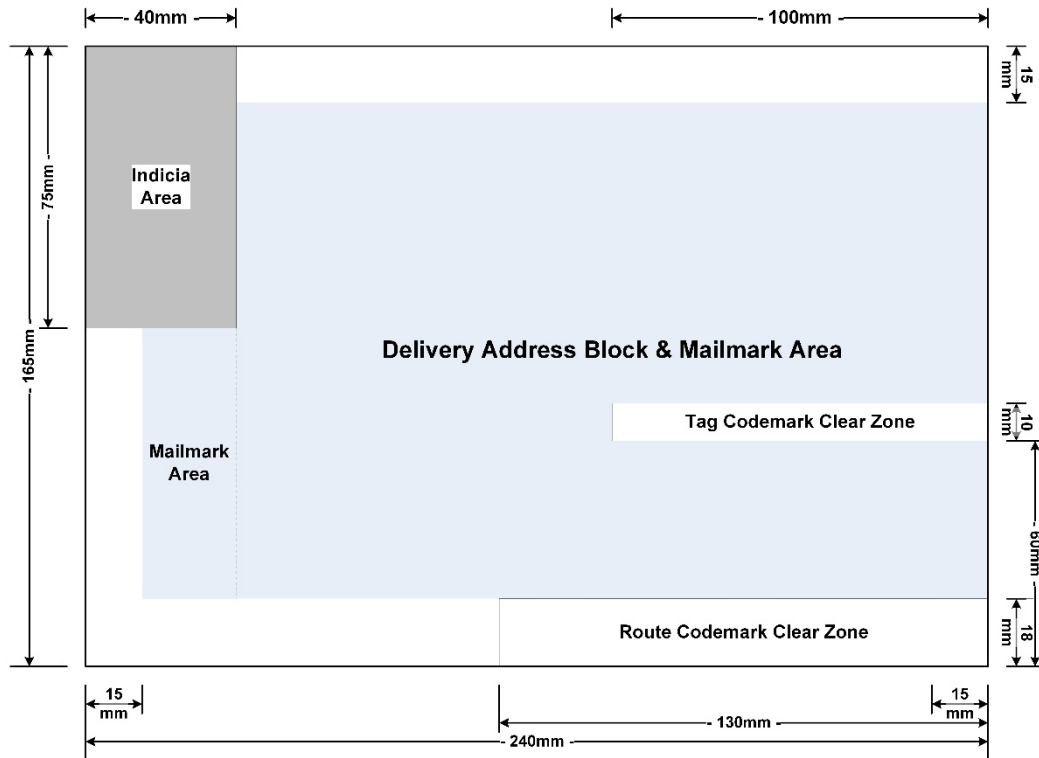 - 40mm -
- 100mm -
15
mm
Indicia
Area
- 75mm -
- 165mm -
Delivery Address Block & Mailmark Area
Tag Codemark Clear Zone
10
mm
Mailmark
Area
- 60mm -
Route Codemark Clear Zone
18
mm
15
mm
15
mm
- 130mm -
- 240mm -